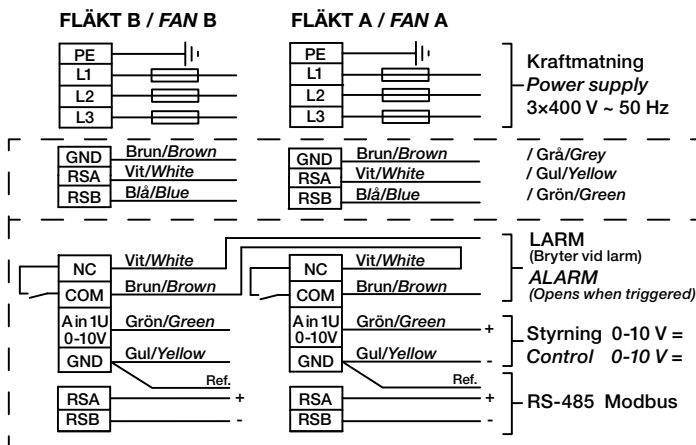 FLÄKT B / FAN B
FLÄKT A / FAN A
PE
L1
L2
L3
PE
L1
L2
L3
Kraftmatning
Power supply
3×400 V ~ 50 Hz
GND Brun/Brown
RSA Vit/White
RSB Blå/Blue
GND Brun/Brown
RSA Vit/White
RSB Blå/Blue
/ Grå/Grey
/ Gul/Yellow
/ Grön/Green
NC Vit/White
COM Brun/Brown
A in 1U
0-10V
Grön/Green
GND Gul/Yellow
Ref.
RSA +
RSB -
NC Vit/White
COM Brun/Brown
A in 1U
0-10V
Grön/Green +
GND Gul/Yellow -
Ref.
RSA +
RSB -
LARM
(Bryter vid larm)
ALARM
(Opens when triggered)
Styrning 0-10 V =
Control 0-10 V =
RS-485 Modbus